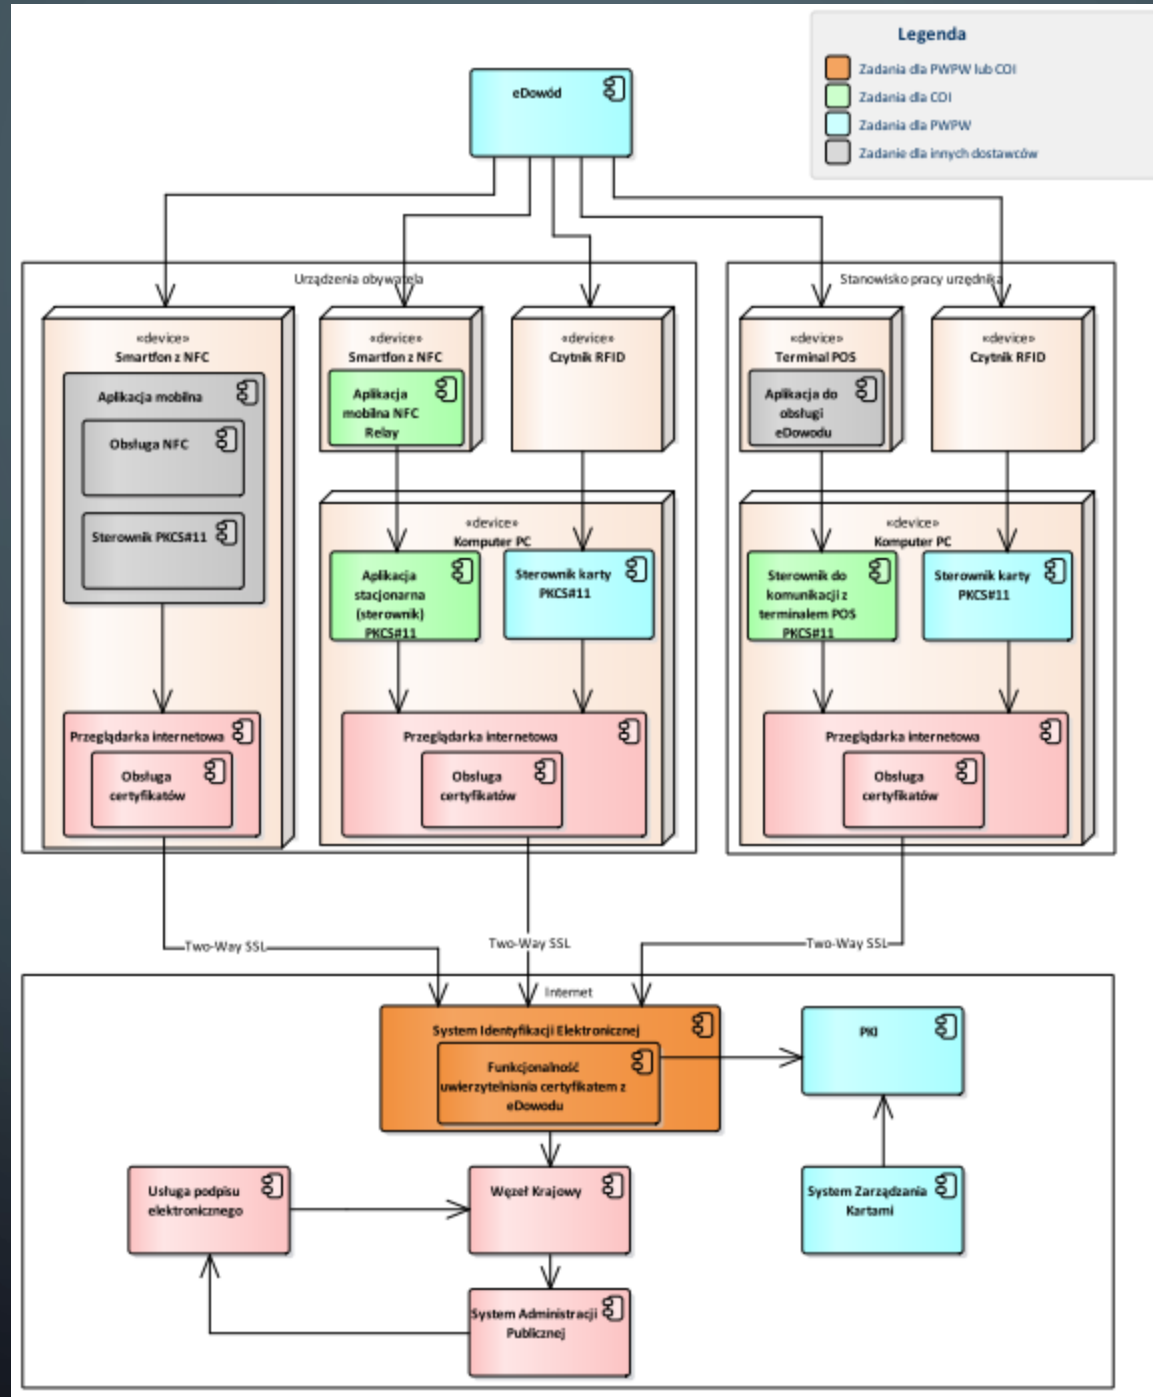 Legenda
Zadania dla PWPW lub COI
Zadania dla COI
Zadania dla PWPW
Zadanie dla innych dostawców
eDowód
Urządzenia obywatela
Stanowisko pracy urzędnika
«device»
Smartfon z NFC
Aplikacja mobilna
Obsługa NFC
Sterownik PKCS#11
Przeglądarka internetowa
Obsługa
certyfikatów
«device»
Smartfon z NFC
Aplikacja
mobilna NFC
Relay
«device»
Czytnik RFID
«device»
Komputer PC
Aplikacja
stacjonarna
(sterownik)
PKCS#11
Sterownik karty
PKCS#11
Przeglądarka internetowa
Obsługa
certyfikatów
«device»
Terminal POS
Aplikacja do
obsługi
eDowodu
«device»
Czytnik RFID
«device»
Komputer PC
Sterownik do
komunikacji z
terminalem POS
PKCS#11
Sterownik karty
PKCS#11
Przeglądarka internetowa
Obsługa
certyfikatów
Two-Way SSL
Two-Way SSL
Two-Way SSL
Internet
System Identyfikacji Elektronicznej
Funkcjonalność
uwierzytelniania certyfikatem z
eDowodu
PKI
Usługa podpisu
elektronicznego
Węzeł Krajowy
System Zarządzania
Kartami
System Administracji
Publicznej